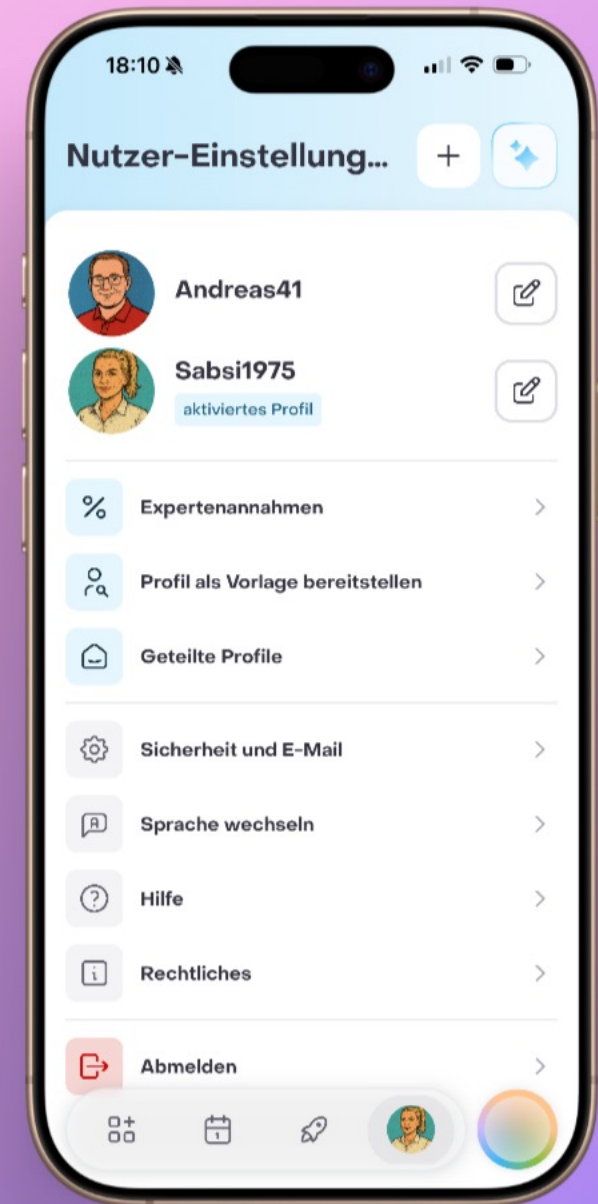 18:10
Nutzer-Einstellung...
Andreas41
Sabsi1975
aktiviertes Profil
Expertenannahmen
Profil als Vorlage bereitstellen
Geteilte Profile
Sicherheit und E-Mail
A
Sprache wechseln
?
Hilfe
i
Rechtliches
Abmelden
1